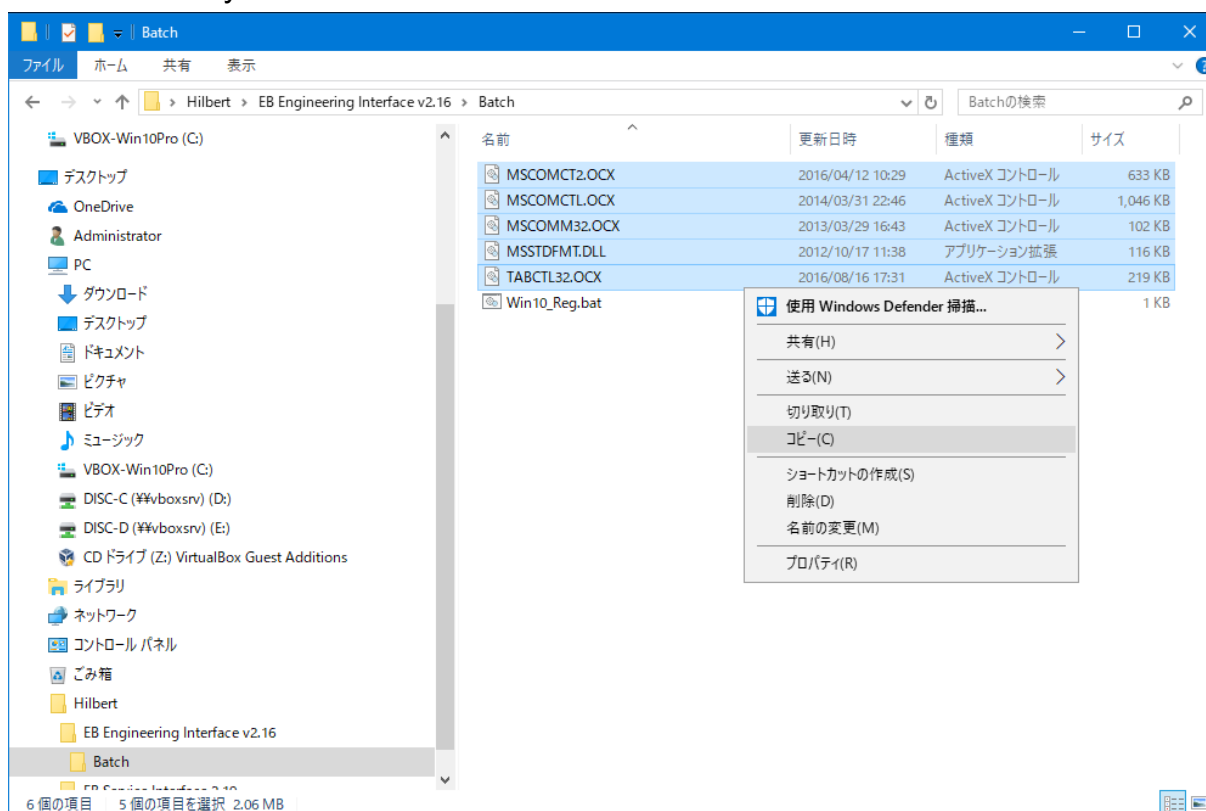 Batch
ファイル ホーム 共有 表示
Hilbert › EB Engineering Interface v2.16 › Batch
Batchの検索
VBOX-Win10Pro (C:)
デスクトップ
OneDrive
Administrator
PC
ダウンロード
デスクトップ
ドキュメント
ピクチャ
ビデオ
ミュージック
VBOX-Win10Pro (C:)
DISC-C (¥¥vboxsrv) (D:)
DISC-D (¥¥vboxsrv) (E:)
CD ドライブ (Z:) VirtualBox Guest Additions
ライブラリ
ネットワーク
コントロール パネル
ごみ箱
Hilbert
EB Engineering Interface v2.16
Batch
名前 更新日時 種類 サイズ
MSCOMCT2.OCX 2016/04/12 10:29 ActiveX コントロール 633 KB
MSCOMCTL.OCX 2014/03/31 22:46 ActiveX コントロール 1,046 KB
MSCOMM32.OCX 2013/03/29 16:43 ActiveX コントロール 102 KB
MSSTDFMT.DLL 2012/10/17 11:38 アプリケーション拡張 116 KB
TABCTL32.OCX 2016/08/16 17:31 ActiveX コントロール 219 KB
Win10_Reg.bat 1 KB
使用 Windows Defender 掃描...
共有(H)
送る(N)
切り取り(T)
コピー(C)
ショートカットの作成(S)
削除(D)
名前の変更(M)
プロパティ(R)
6 個の項目 5 個の項目を選択 2.06 MB